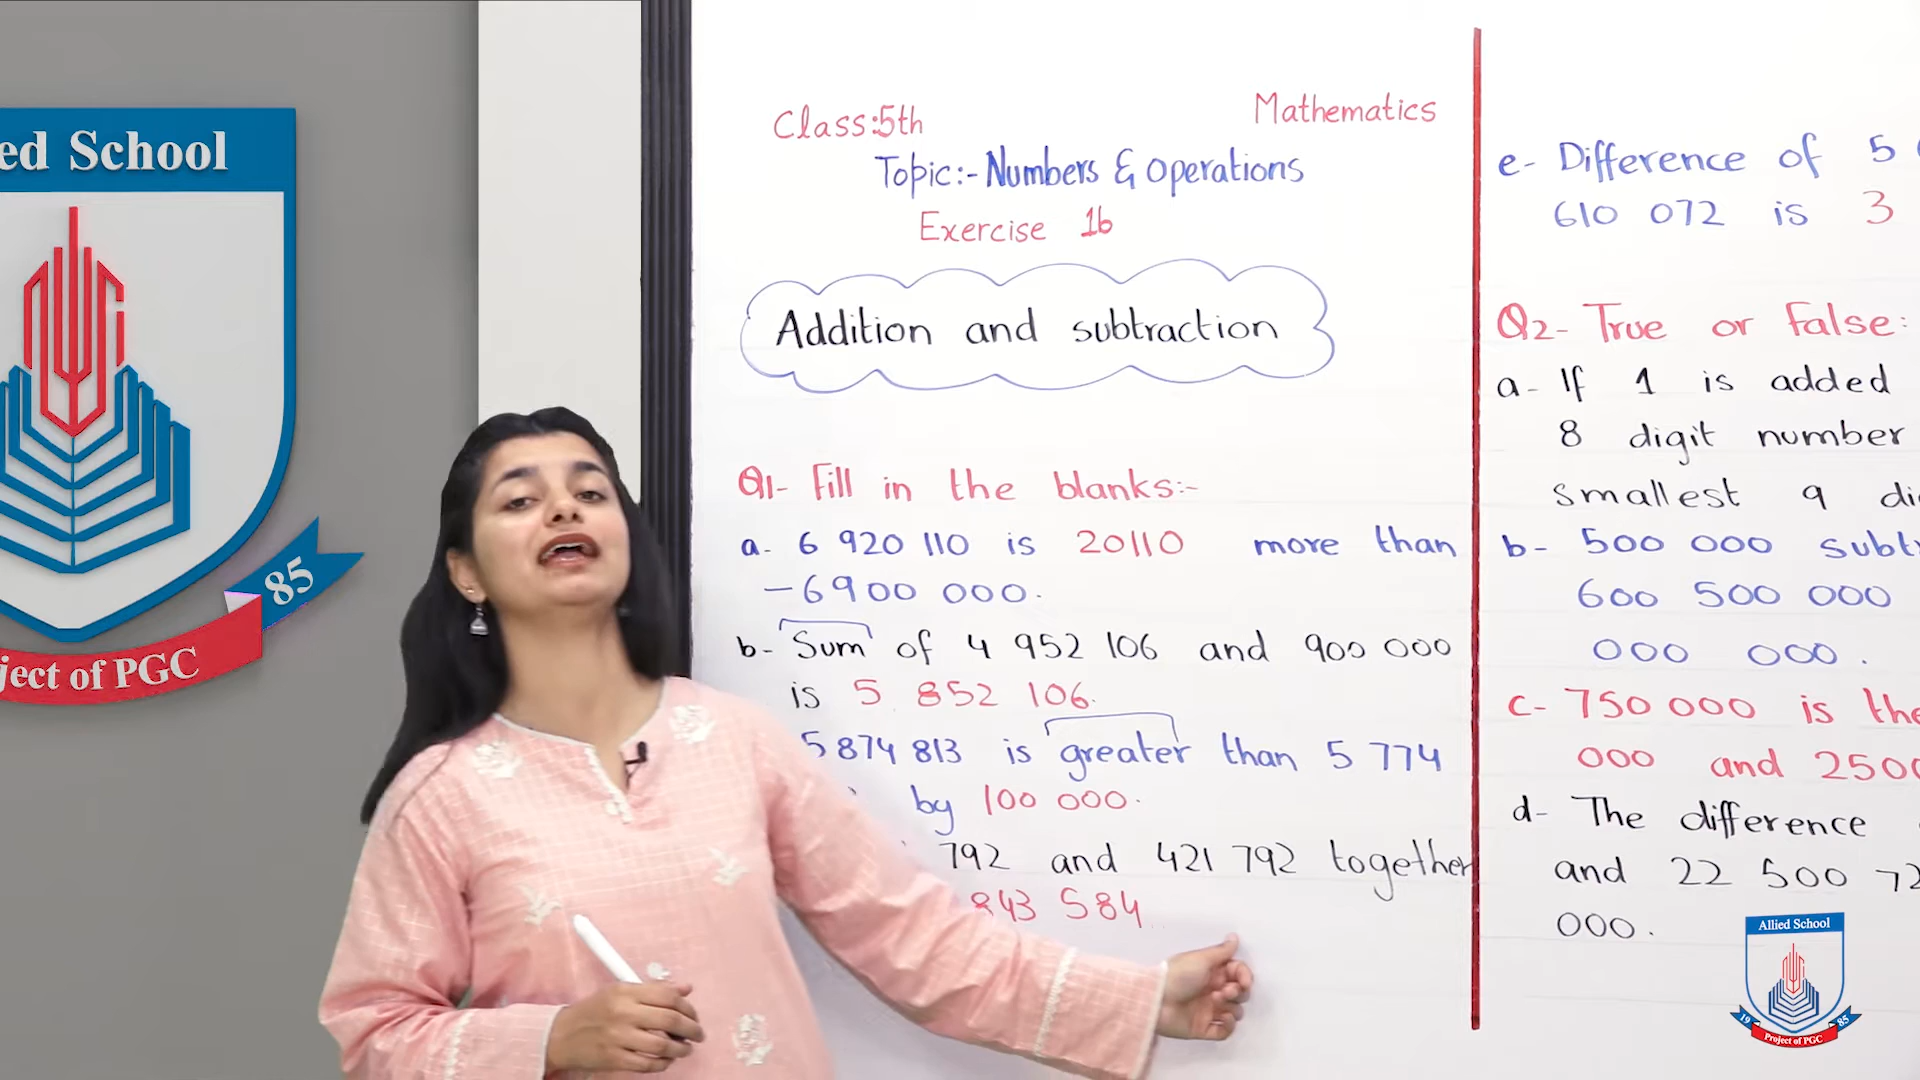 ed School
85
ject of PGC
Class:5th
Mathematics
Topic:- Numbers & Operations
Exercise 1b
Addition and subtraction
Q1- Fill in the blanks:-
a- 6 920 110 is 20110 more than
- 6900 000.
b- Sum of 4 952 106 and 900 000
is 5 852 106.
5 874 813 is greater than 5 774
by 100 000.
792 and 421 792 together
843 584
e- Difference of 5
610 072 is 3
Q2- True or False:
a- If 1 is added
8 digit number
smallest 9 di
b- 500 000 subt
600 500 000
000 000.
c- 750 000 is the
000 and 2500
d- The difference
and 22 500 72
000.
Allied School
19 85
Project of PGC